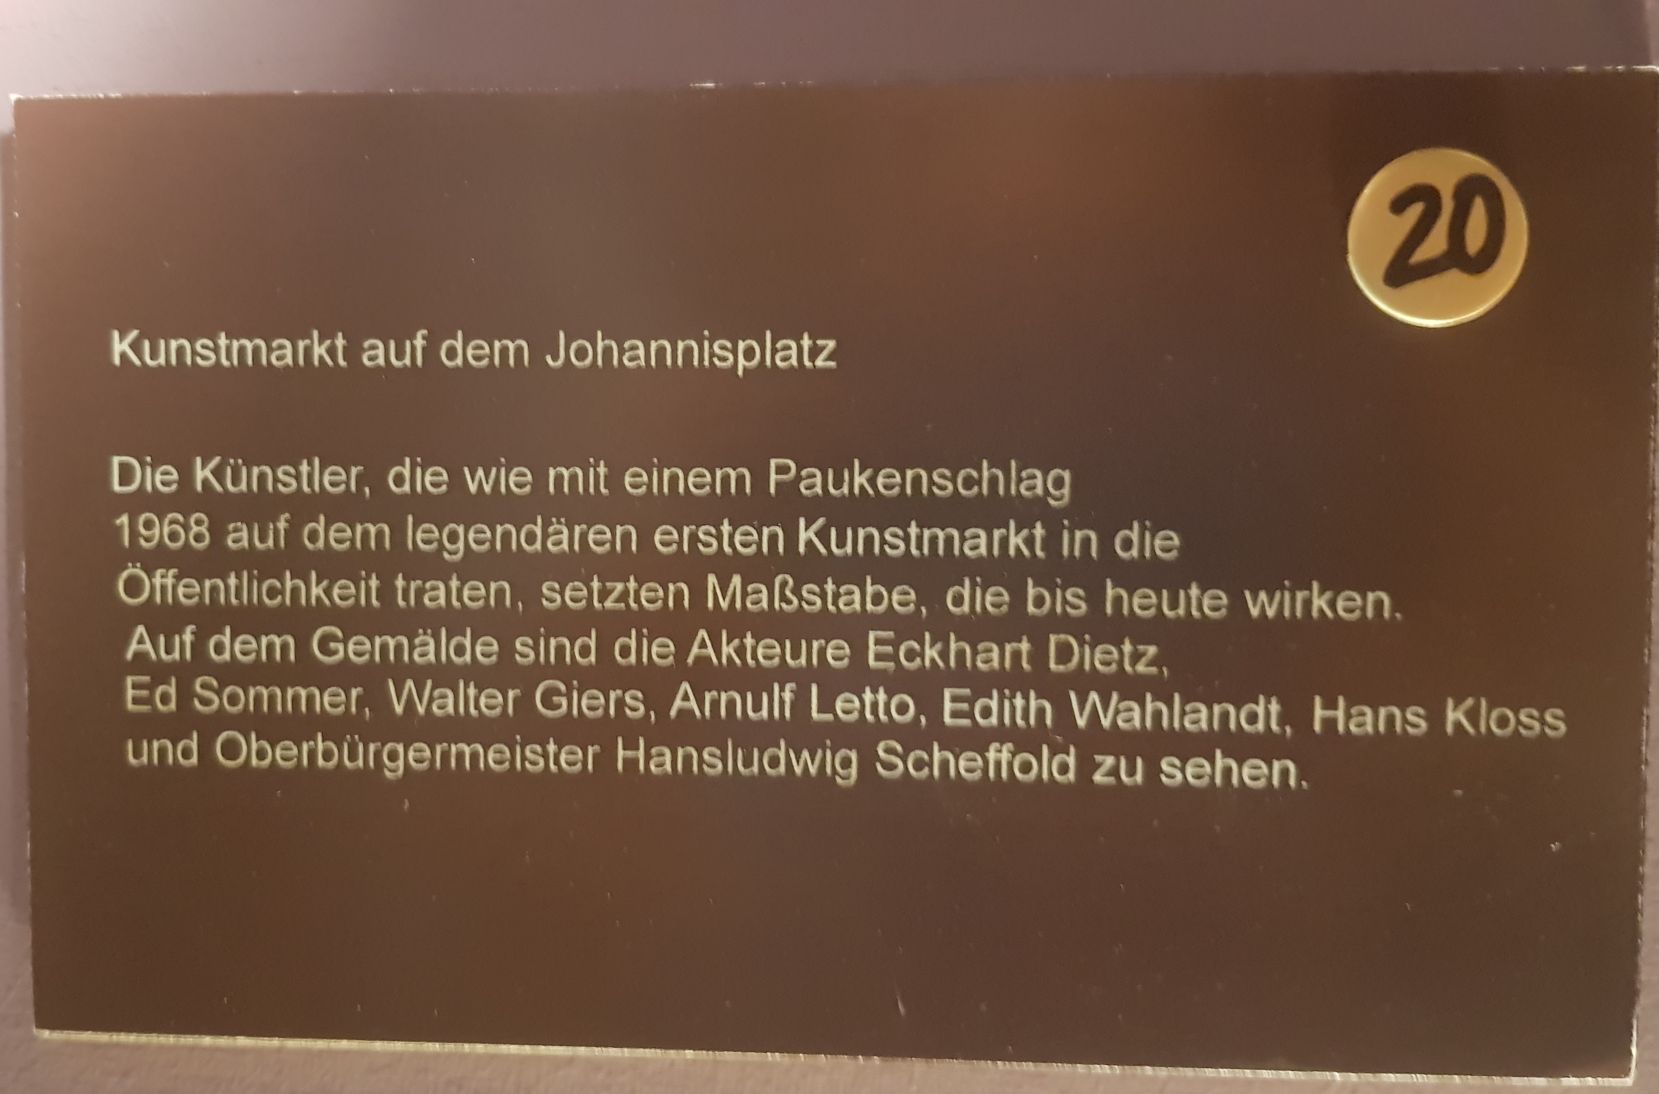 20
Kunstmarkt auf dem Johannisplatz
Die Künstler, die wie mit einem Paukenschlag
1968 auf dem legendären ersten Kunstmarkt in die
Öffentlichkeit traten, setzten Maßstabe, die bis heute wirken.
Auf dem Gemälde sind die Akteure Eckhart Dietz,
Ed Sommer, Walter Giers, Arnulf Letto, Edith Wahlandt, Hans Kloss
und Oberbürgermeister Hansludwig Scheffold zu sehen.